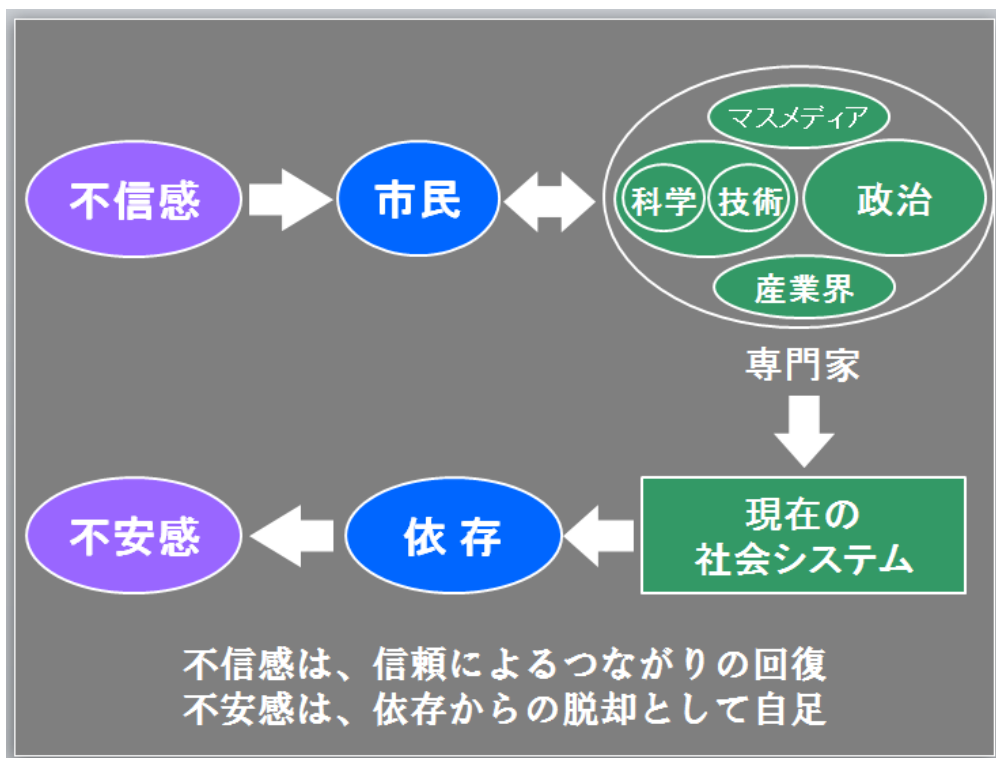 マスメディア
不信感
市民
科学
技術
政治
産業界
専門家
不安感
依存
現在の
社会システム
不信感は、信頼によるつながりの回復
不安感は、依存からの脱却として自足